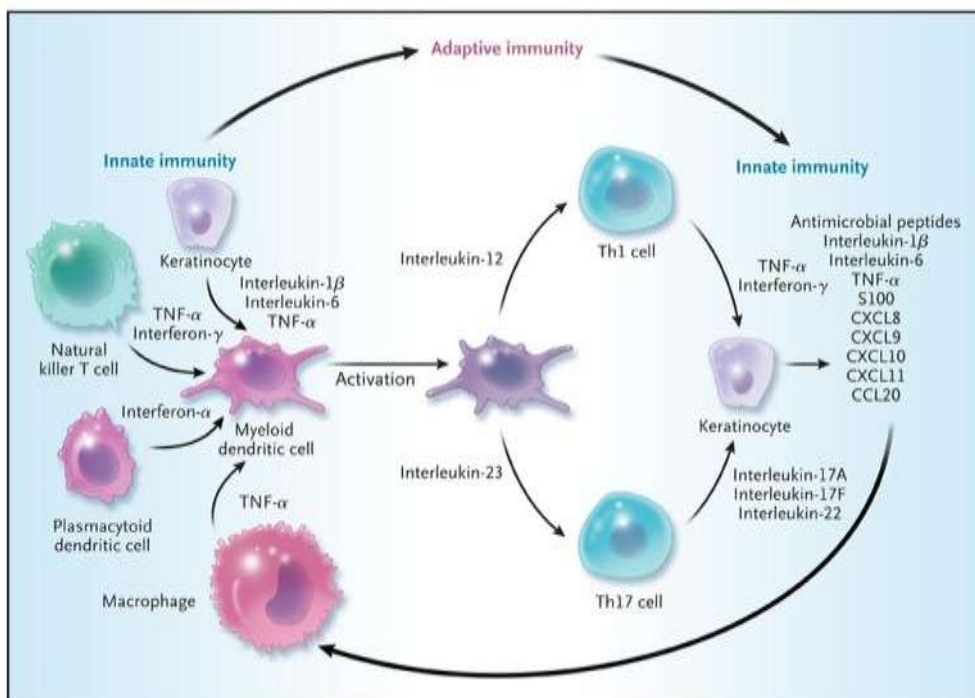 Adaptive immunity
Innate immunity
Keratinocyte
Interleukin-1β
Interleukin-6
TNF-α
TNF-α
Interferon-γ
Natural
killer T cell
Interferon-α
Plasmacytoid
dendritic cell
Myeloid
dendritic cell
TNF-α
Macrophage
Activation
Interleukin-12
Interleukin-23
Th1 cell
Th17 cell
TNF-α
Interferon-γ
Keratinocyte
Interleukin-17A
Interleukin-17F
Interleukin-22
Innate immunity
Antimicrobial peptides
Interleukin-1β
Interleukin-6
TNF-α
S100
CXCL8
CXCL9
CXCL10
CXCL11
CCL20